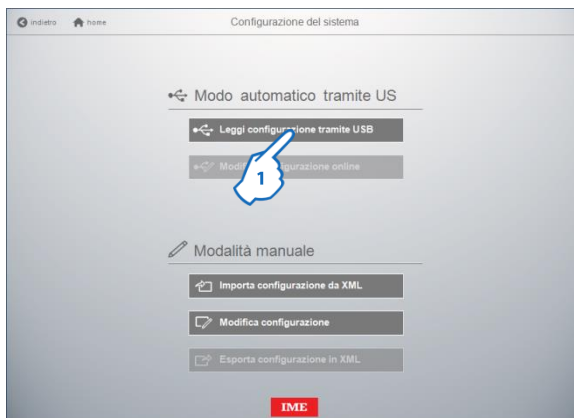 indietro home Configurazione del sistema
Modo automatico tramite US
Leggi configurazione tramite USB
online
1
Modalità manuale
Importa configurazione da XML
Modifica configurazione
Esporta configurazione in XML
IME